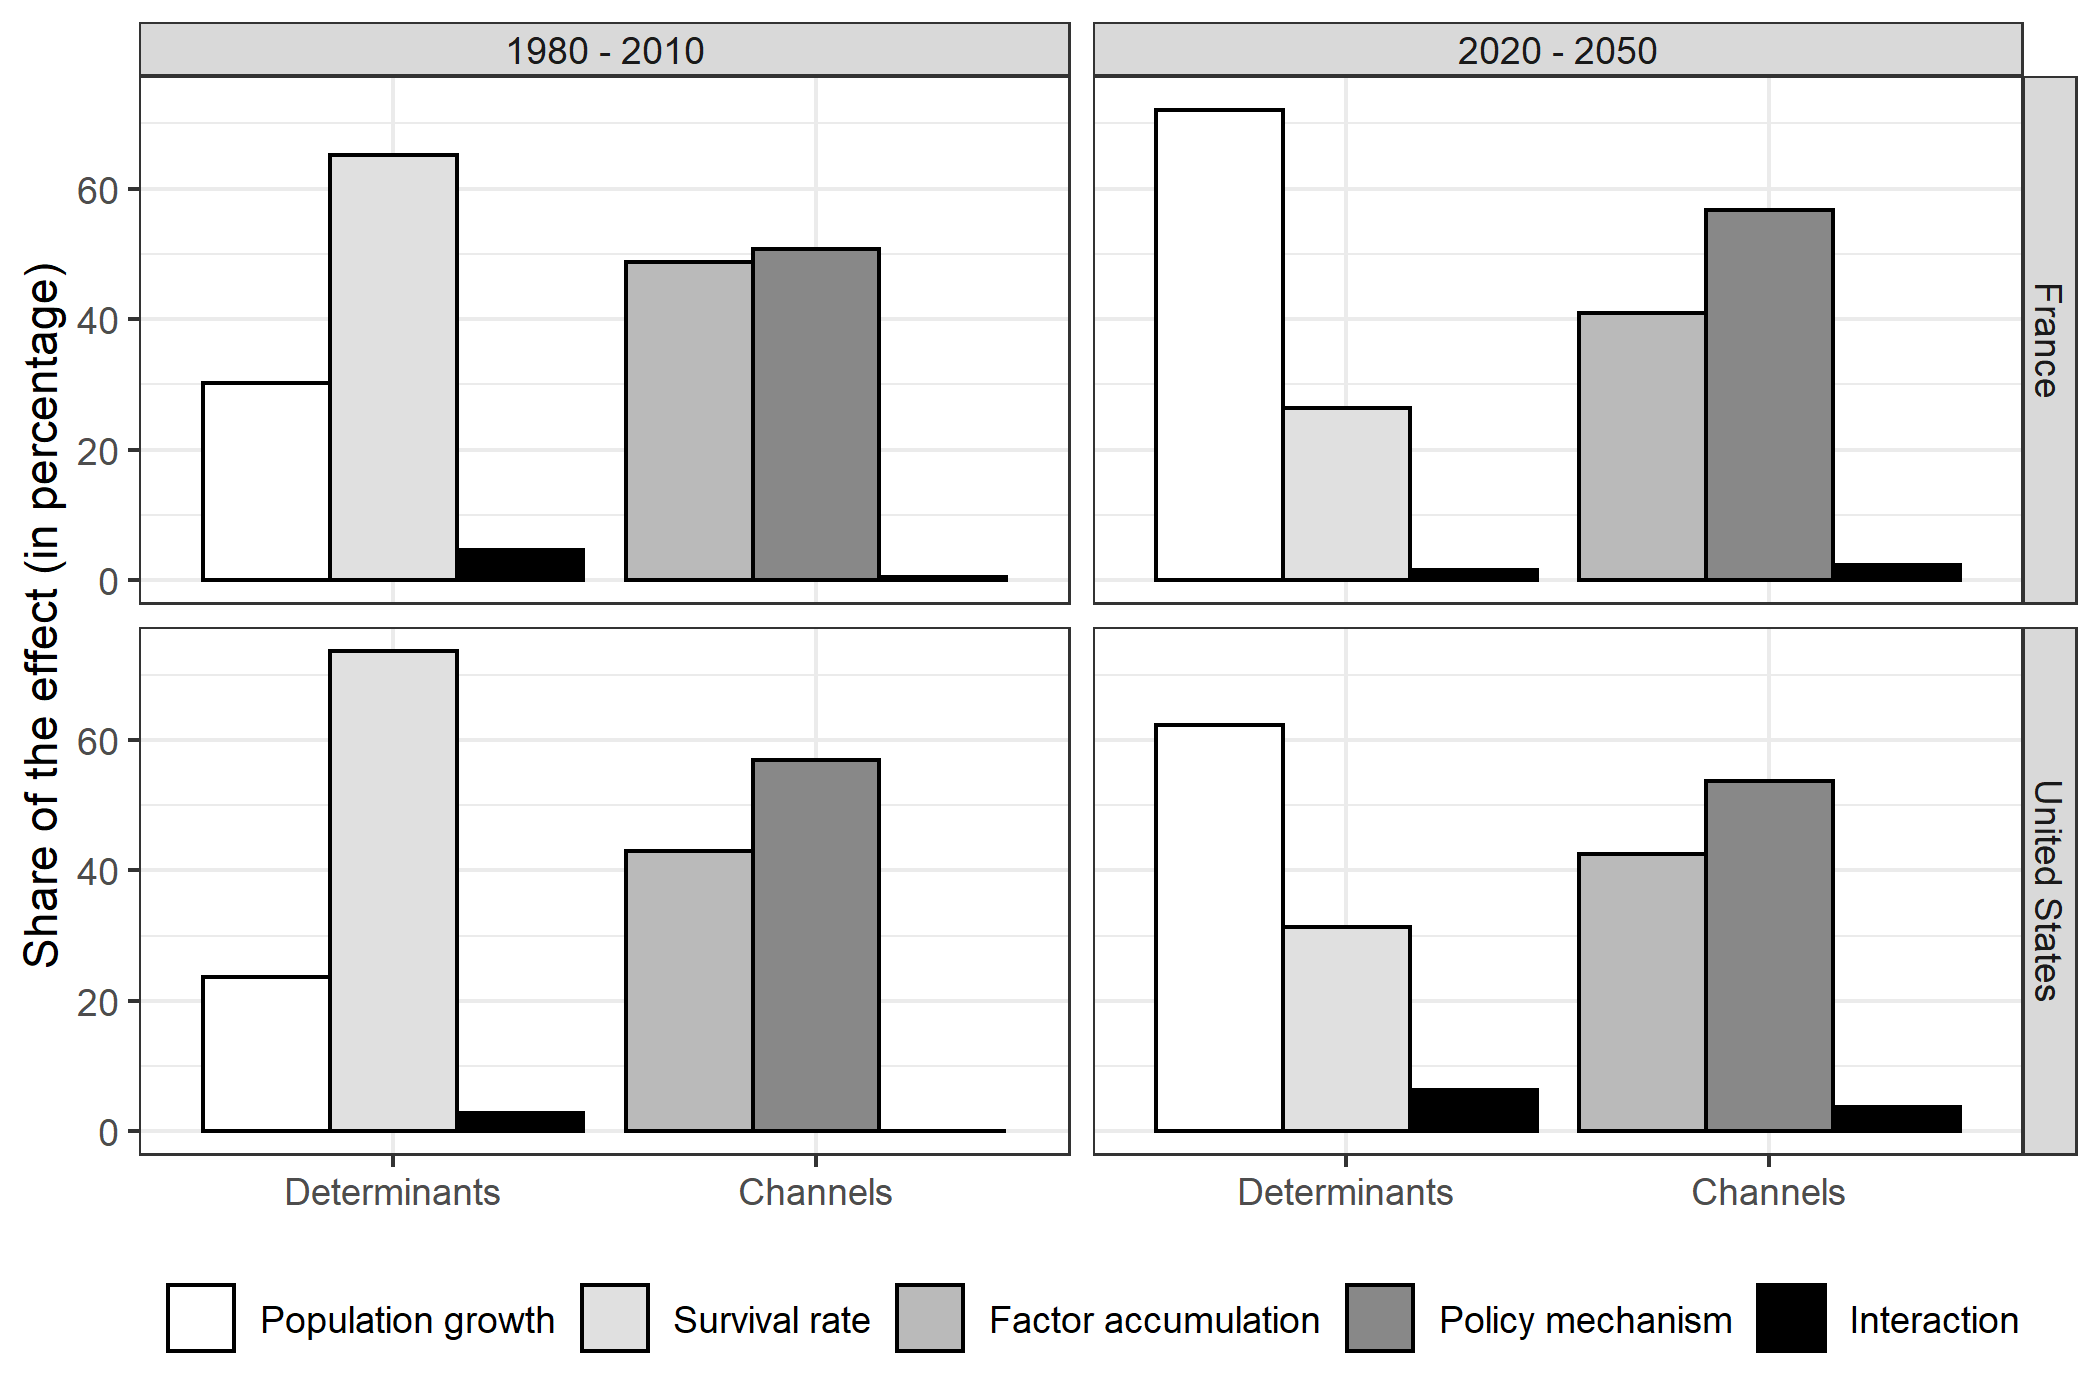 1980 - 2010
2020 - 2050
Share of the effect (in percentage)
60
40
20
0
France
60
40
20
0
United States
Determinants
Channels
Determinants
Channels
Population growth
Survival rate
Factor accumulation
Policy mechanism
Interaction